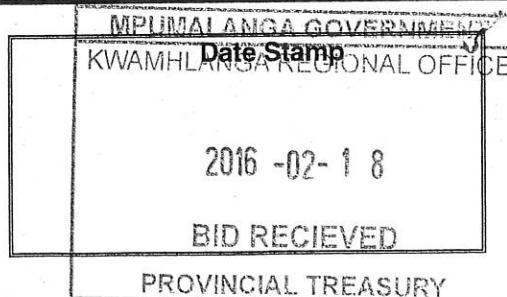 MPUMALANGA GOVERNMENT
Date Stamp
KWAMHLANGA REGIONAL OFFICE
2016 -02- 1 8
BID RECIEVED
PROVINCIAL TREASURY